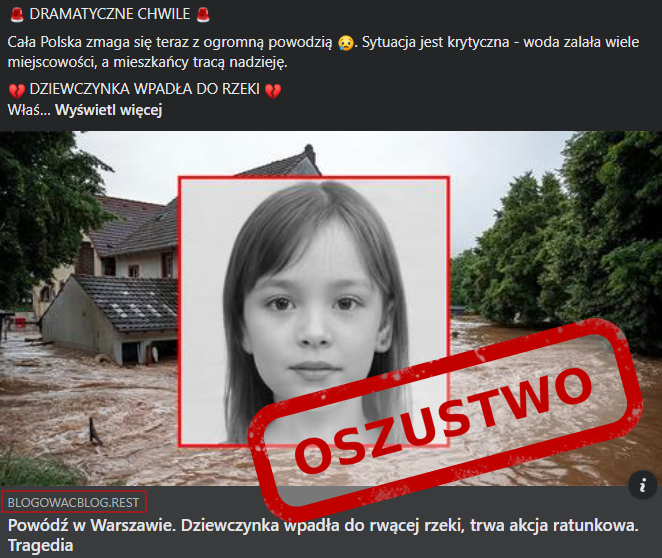 🚨 DRAMATYCZNE CHWILE 🚨
Cała Polska zmaga się teraz z ogromną powodzią 😥. Sytuacja jest krytyczna - woda zalała wiele
miejscowości, a mieszkańcy tracą nadzieję.
💔 DZIEWCZYNKA WPADŁA DO RZEKI 💔
Właś... Wyświetl więcej
OSZUSTWO
BLOGOWACBLOG.REST
Powódź w Warszawie. Dziewczynka wpadła do rwącej rzeki, trwa akcja ratunkowa.
Tragedia